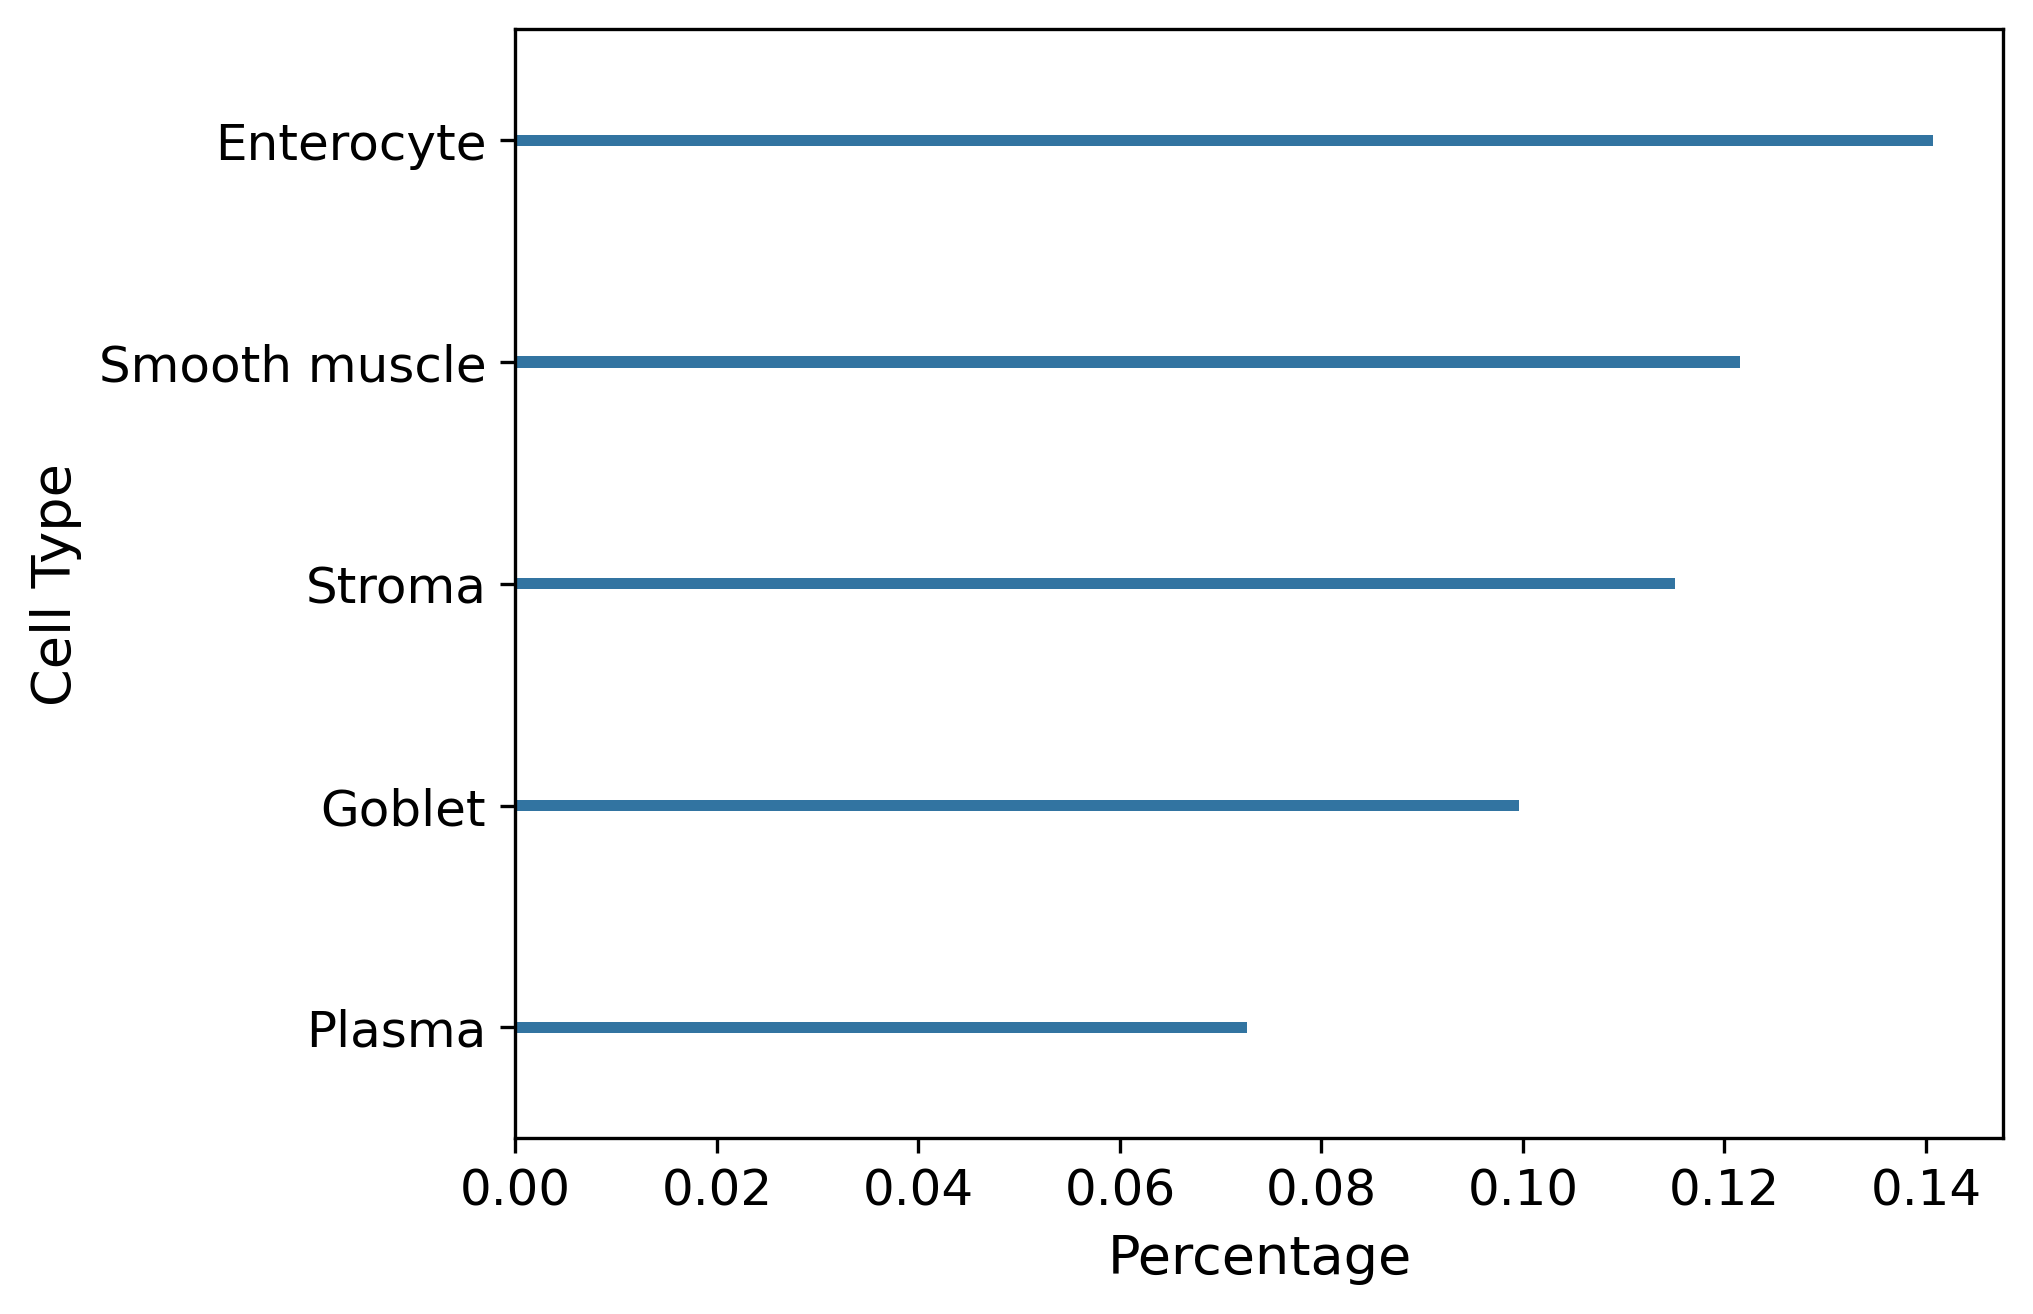 Enterocyte
Smooth muscle
Stroma
Goblet
Plasma
Cell Type
0.00 0.02 0.04 0.06 0.08 0.10 0.12 0.14
Percentage